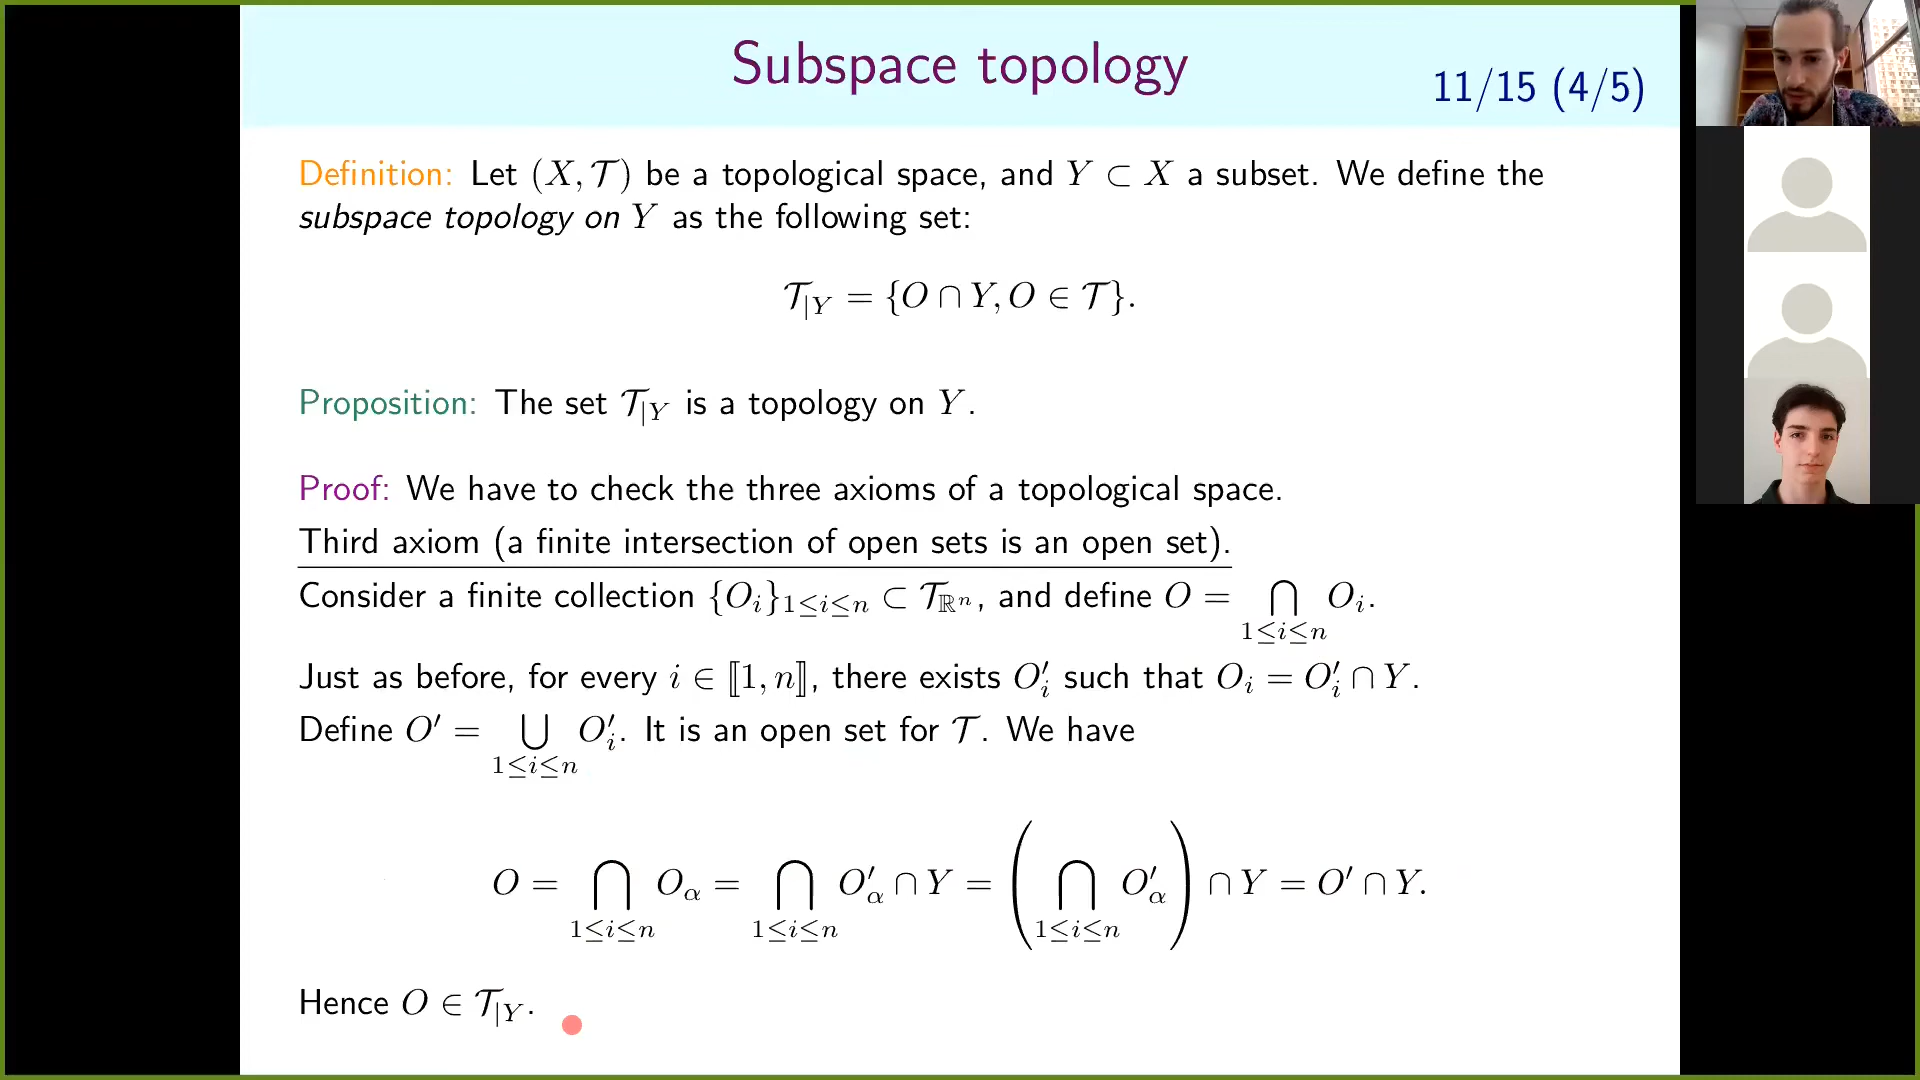 Subspace topology
11/15 (4/5)
Definition: Let (X, 𝒯) be a topological space, and Y ⊂ X a subset. We define the
subspace topology on Y as the following set:
𝒯_{|Y} = {O ∩ Y, O ∈ 𝒯}.
Proposition: The set 𝒯_{|Y} is a topology on Y.
Proof: We have to check the three axioms of a topological space.
Third axiom (a finite intersection of open sets is an open set).
Consider a finite collection {O_i}_{1≤i≤n} ⊂ 𝒯_{ℝ^n}, and define O = ⋂_{1≤i≤n} O_i.
Just as before, for every i ∈ ⟦1, n⟧, there exists O'_i such that O_i = O'_i ∩ Y.
Define O' = ⋃_{1≤i≤n} O'_i. It is an open set for 𝒯. We have
O = ⋂_{1≤i≤n} O_α = ⋂_{1≤i≤n} O'_α ∩ Y = (⋂_{1≤i≤n} O'_α) ∩ Y = O' ∩ Y.
Hence O ∈ 𝒯_{|Y}.